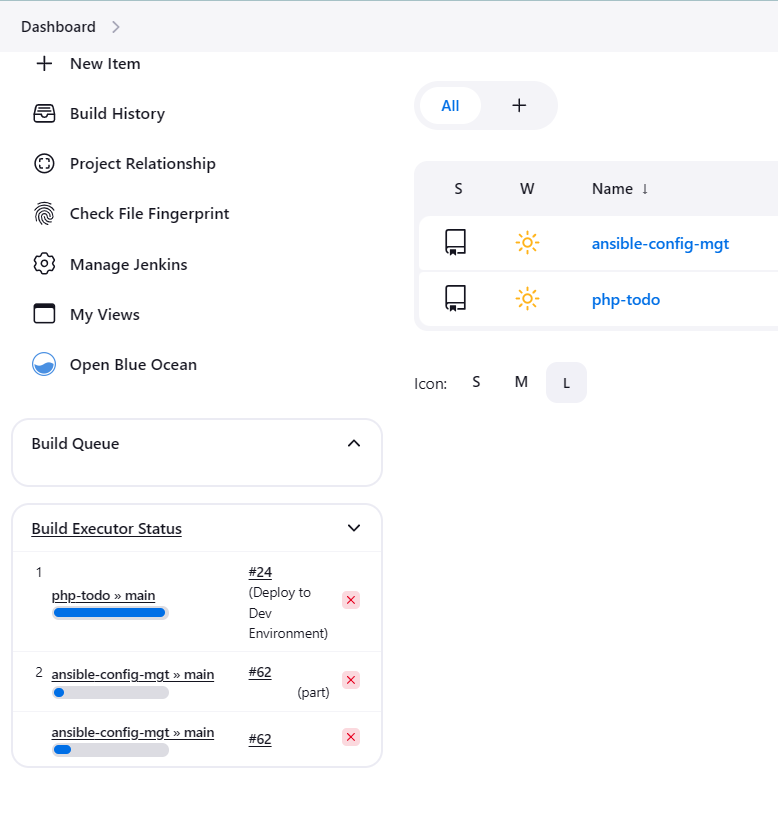 Dashboard
New Item
Build History
Project Relationship
Check File Fingerprint
Manage Jenkins
My Views
Open Blue Ocean
Build Queue
Build Executor Status
1
php-todo » main
#24
(Deploy to
Dev
Environment)
2
ansible-config-mgt » main
#62
(part)
ansible-config-mgt » main
#62
All
+
S W Name ↓
ansible-config-mgt
php-todo
Icon: S M L